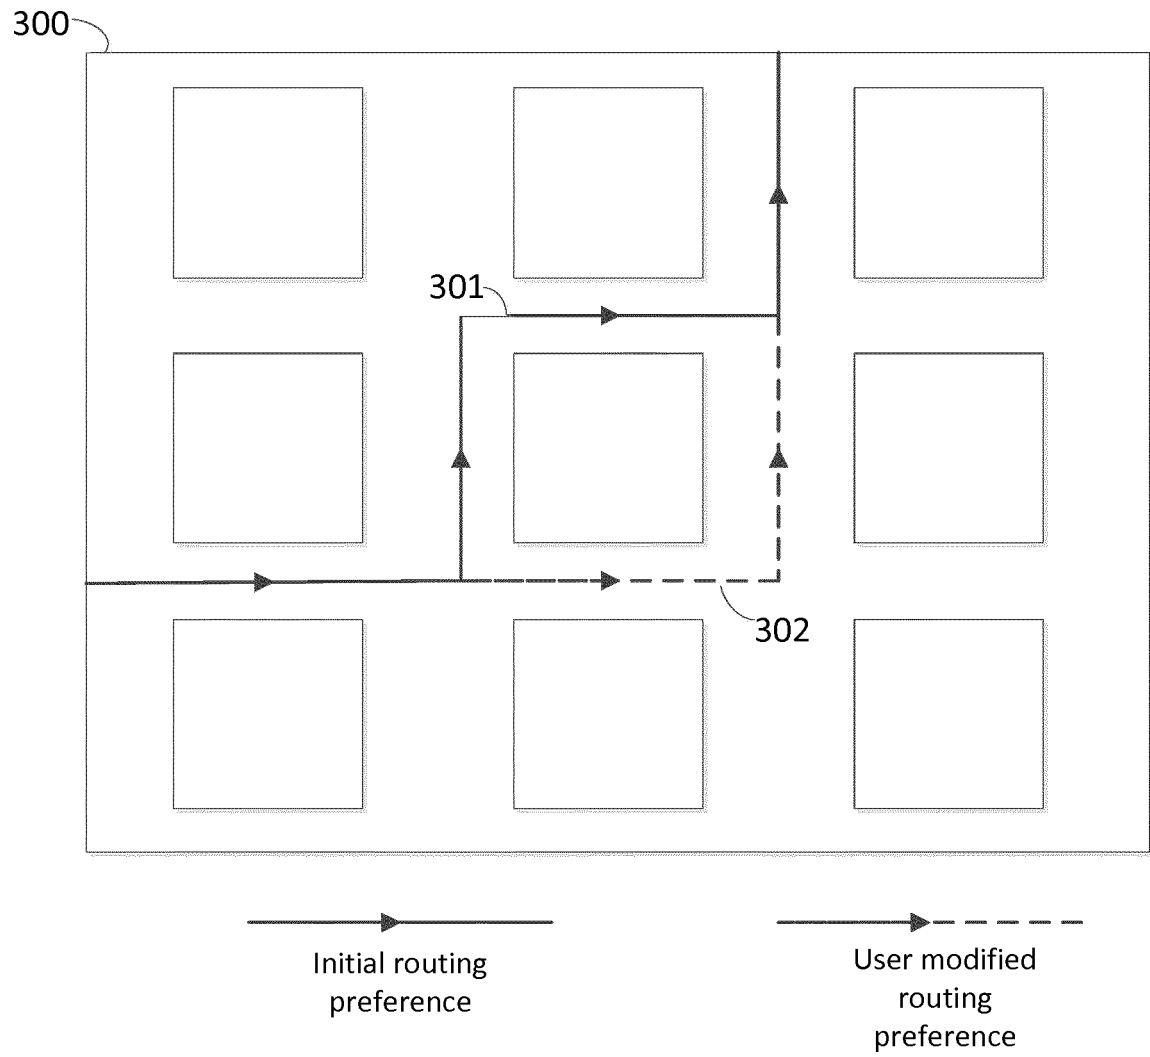 300
301
302
Initial routing
preference
User modified
routing
preference